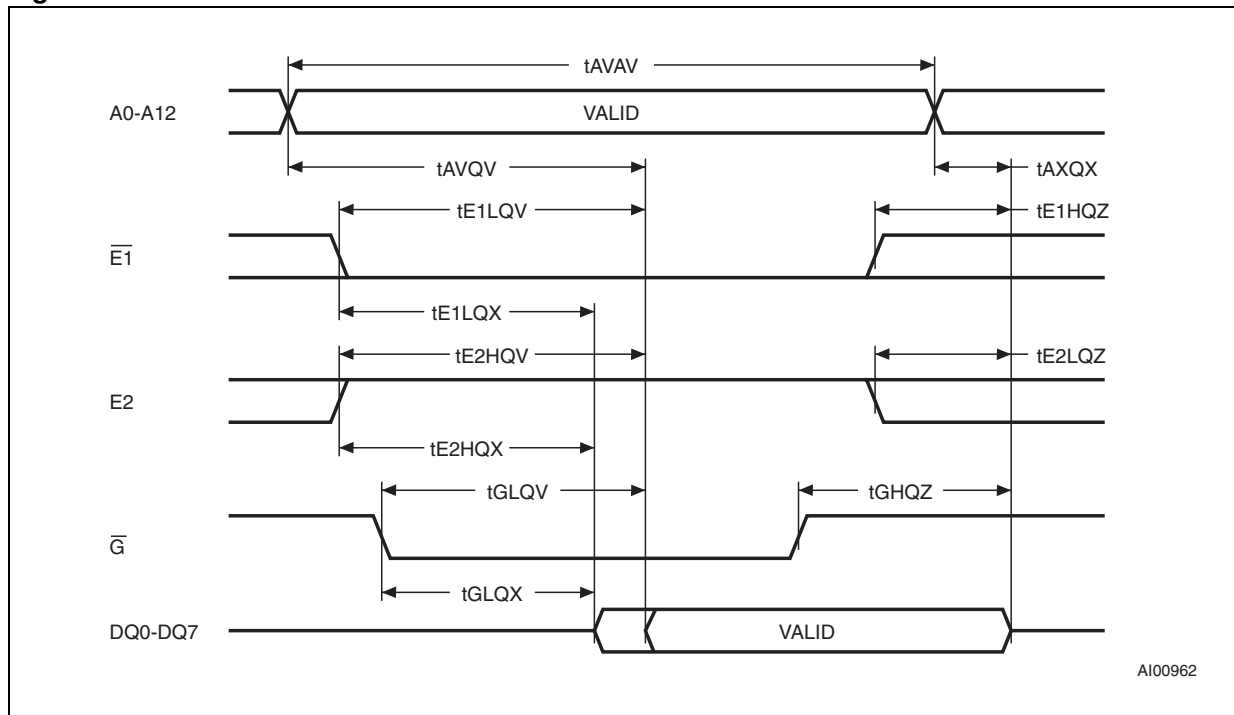 tAVAV
A0-A12 VALID
tAVQV tAXQX
tE1LQV tE1HQZ
E1
tE1LQX
tE2HQV tE2LQZ
E2
tE2HQX
tGLQV tGHQZ
G
tGLQX
DQ0-DQ7 VALID
AI00962